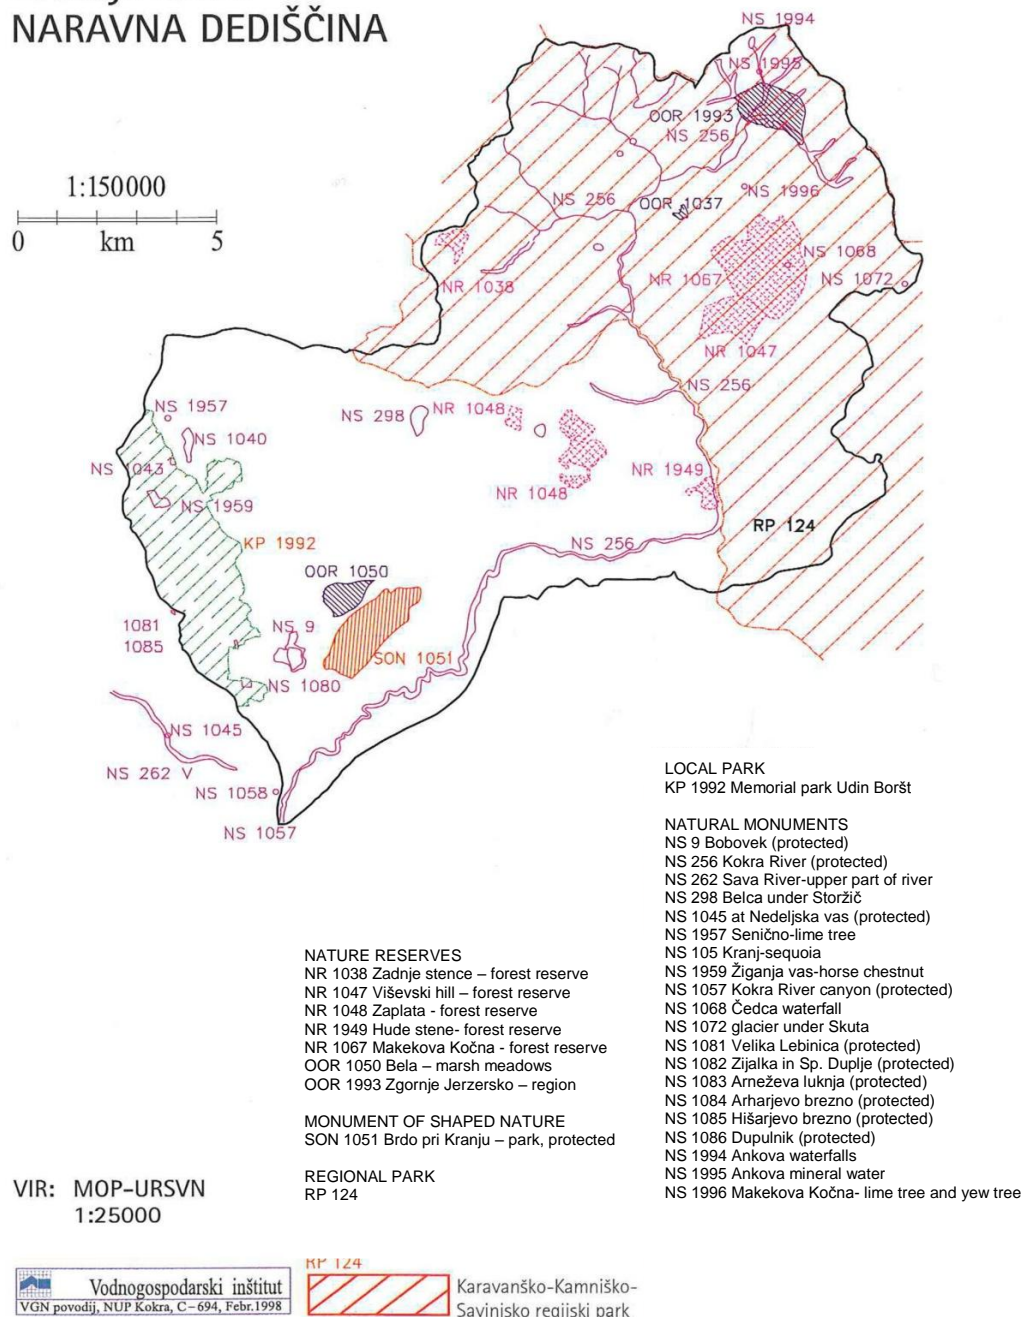 NARAVNA DEDIŠČINA
1:150000
0 km 5
NS 1994
NS 1995
OOR 1993
NS 256
NS 1996
NS 256
OOR 1037
NS 1068
NR 1038
NR 1067
NS 1072
NR 1047
NS 256
NS 1957
NS 298
NR 1048
NS 1040
NS 1043
NR 1949
NR 1048
NS 1959
RP 124
KP 1992
NS 256
OOR 1050
1081
NS 9
1085
SON 1051
NS 1080
NS 1045
NS 262 V
NS 1058
NS 1057
LOCAL PARK
KP 1992 Memorial park Udin Boršt
NATURAL MONUMENTS
NS 9 Bobovek (protected)
NS 256 Kokra River (protected)
NS 262 Sava River-upper part of river
NS 298 Belca under Storžič
NS 1045 at Nedeljska vas (protected)
NS 1957 Senično-lime tree
NS 105 Kranj-sequoia
NS 1959 Žiganja vas-horse chestnut
NS 1057 Kokra River canyon (protected)
NS 1068 Čedca waterfall
NS 1072 glacier under Skuta
NS 1081 Velika Lebinica (protected)
NS 1082 Zijalka in Sp. Duplje (protected)
NS 1083 Arneževa luknja (protected)
NS 1084 Arharjevo brezno (protected)
NS 1085 Hišarjevo brezno (protected)
NS 1086 Dupulnik (protected)
NS 1994 Ankova waterfalls
NS 1995 Ankova mineral water
NS 1996 Makekova Kočna- lime tree and yew tree
NATURE RESERVES
NR 1038 Zadnje stence – forest reserve
NR 1047 Viševski hill – forest reserve
NR 1048 Zaplata - forest reserve
NR 1949 Hude stene- forest reserve
NR 1067 Makekova Kočna - forest reserve
OOR 1050 Bela – marsh meadows
OOR 1993 Zgornje Jerzersko – region
MONUMENT OF SHAPED NATURE
SON 1051 Brdo pri Kranju – park, protected
REGIONAL PARK
RP 124
VIR: MOP-URSVN
1:25000
Vodnogospodarski inštitut
VGN povodij, NUP Kokra, C-694, Febr.1998
RP 124
Karavanško-Kamniško-
Savinjsko regijski park